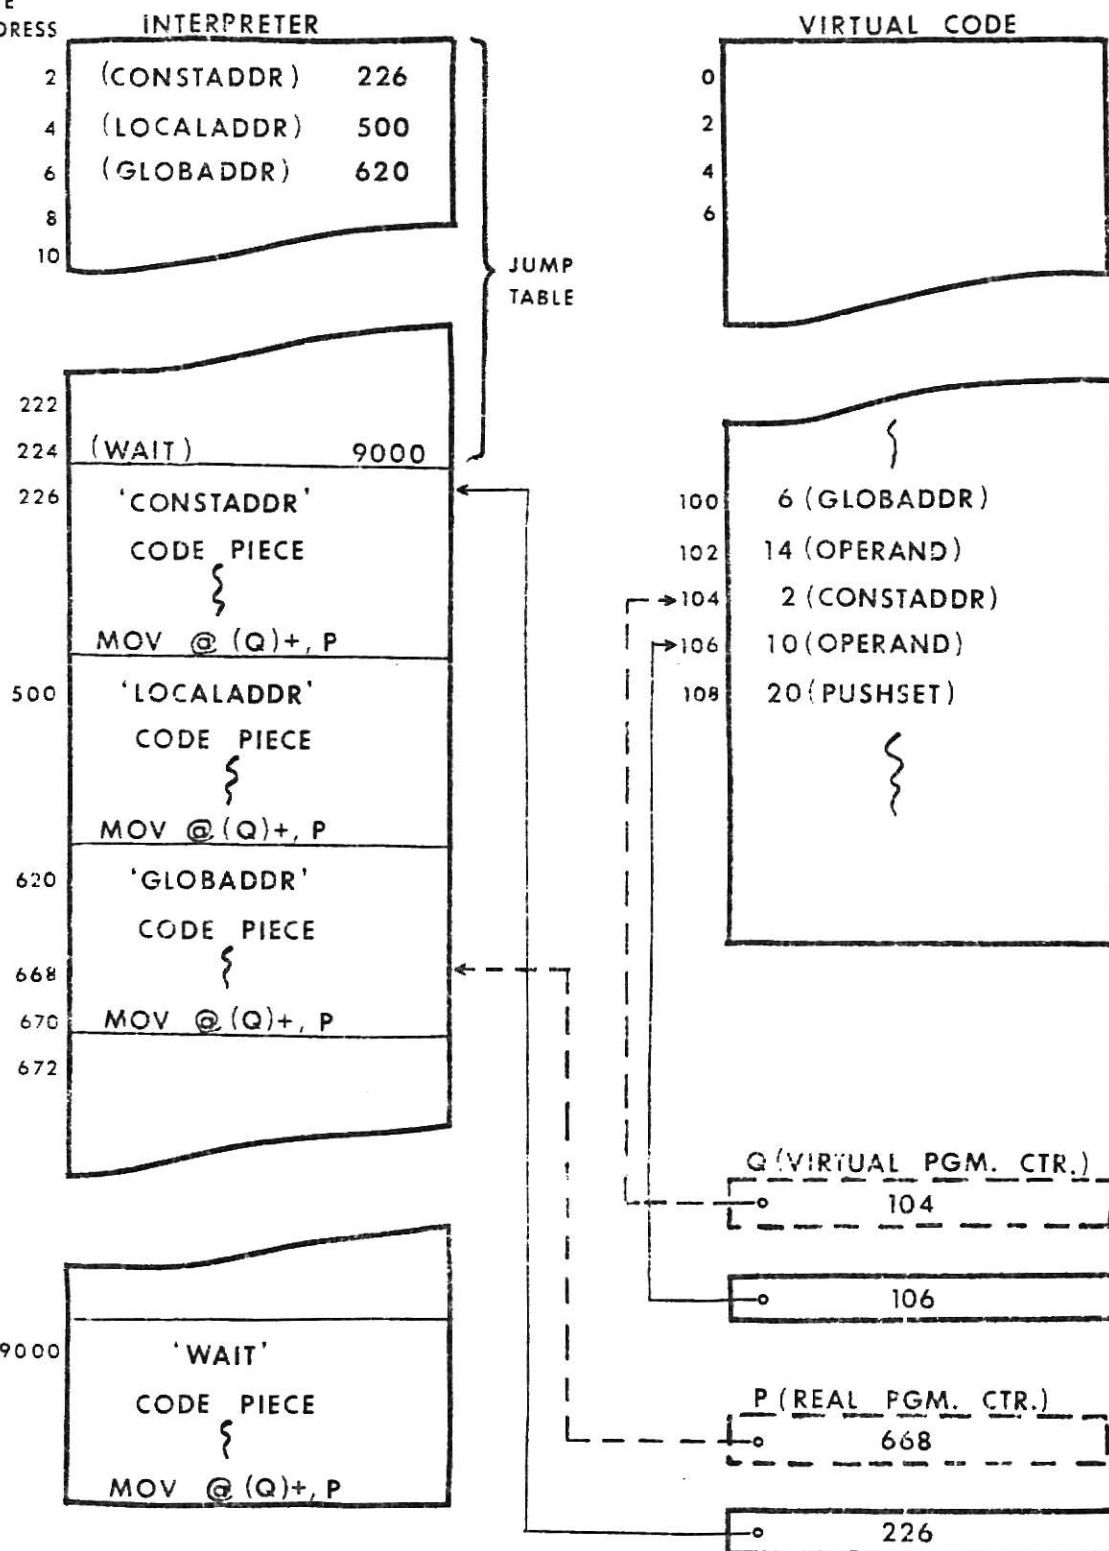 INTERPRETER
2 (CONSTADDR) 226
4 (LOCALADDR) 500
6 (GLOBADDR) 620
8
10
JUMP
TABLE
222
224 (WAIT) 9000
226 'CONSTADDR'
CODE PIECE
MOV @ (Q)+, P
500 'LOCALADDR'
CODE PIECE
MOV @ (Q)+, P
620 'GLOBADDR'
CODE PIECE
668
670 MOV @ (Q)+, P
672
9000 'WAIT'
CODE PIECE
MOV @ (Q)+, P
VIRTUAL CODE
0
2
4
6
100 6 (GLOBADDR)
102 14 (OPERAND)
104 2 (CONSTADDR)
106 10 (OPERAND)
108 20 (PUSHSET)
Q (VIRTUAL PGM. CTR.)
104
106
P (REAL PGM. CTR.)
668
226